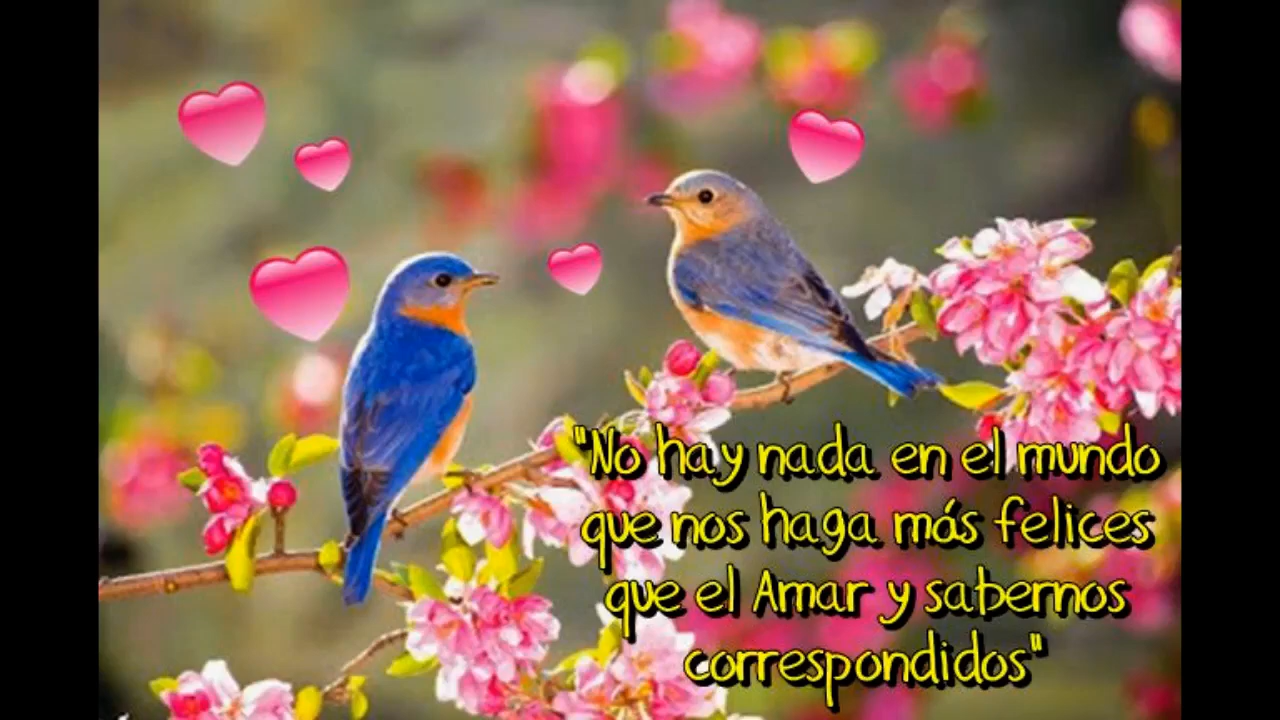 "No hay nada en el mundo
que nos haga más felices
que el Amar y sabernos
correspondidos"